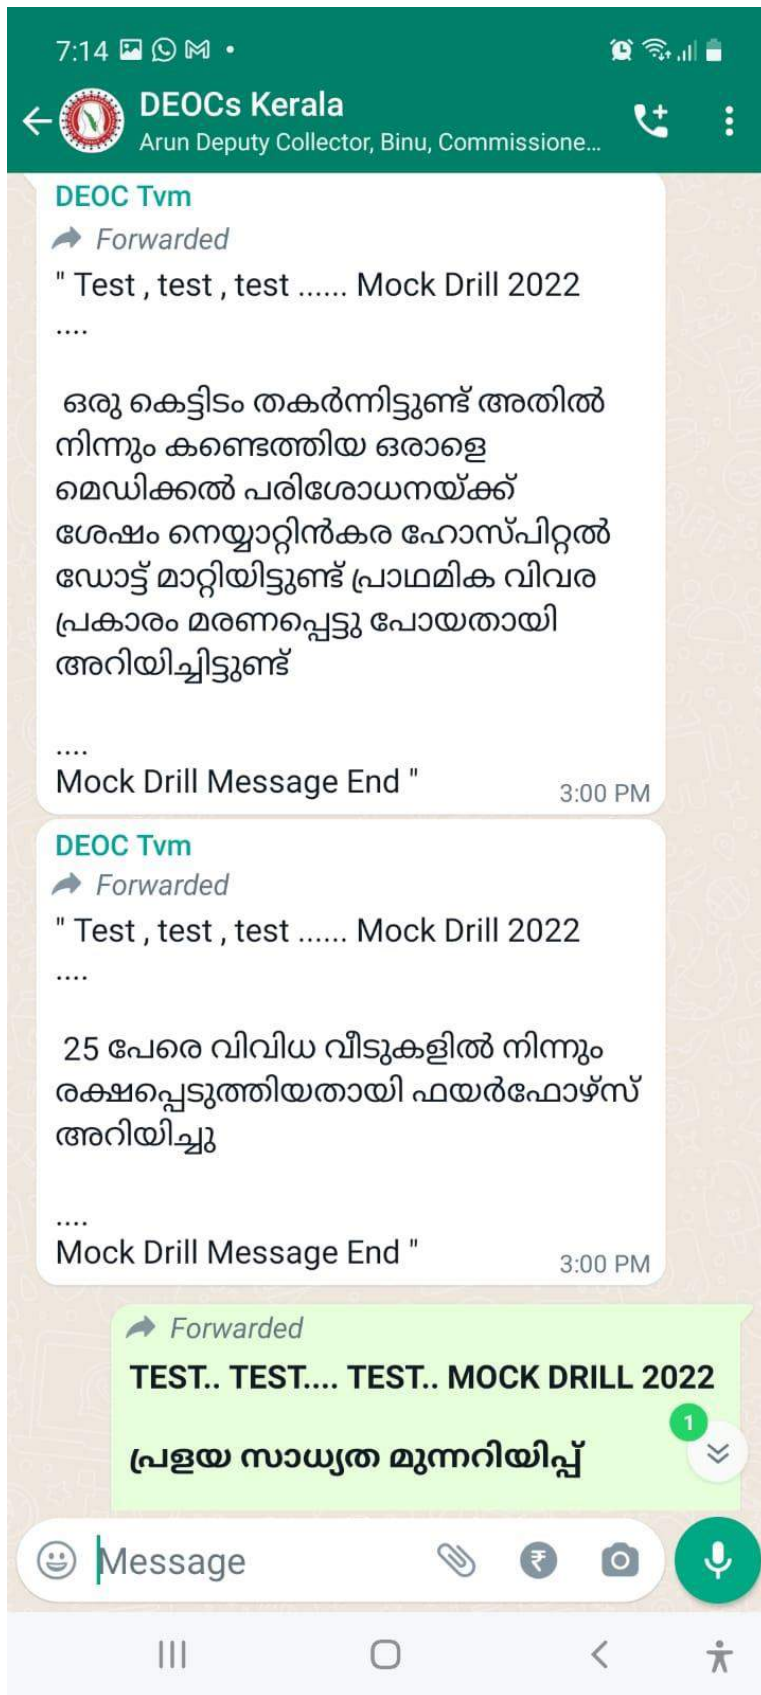 7:14
DEOCs Kerala
Arun Deputy Collector, Binu, Commissione...
DEOC Tvm
Forwarded
" Test , test , test ...... Mock Drill 2022
....
ഒരു കെട്ടിടം തകർന്നിട്ടുണ്ട് അതിൽ
നിന്നും കണ്ടെത്തിയ ഒരാളെ
മെഡിക്കൽ പരിശോധനയ്ക്ക്
ശേഷം നെയ്യാറ്റിൻകര ഹോസ്പിറ്റൽ
ഡോട്ട് മാറ്റിയിട്ടുണ്ട് പ്രാഥമിക വിവര
പ്രകാരം മരണപ്പെട്ടു പോയതായി
അറിയിച്ചിട്ടുണ്ട്
....
Mock Drill Message End "
3:00 PM
DEOC Tvm
Forwarded
" Test , test , test ...... Mock Drill 2022
....
25 പേരെ വിവിധ വീടുകളിൽ നിന്നും
രക്ഷപ്പെടുത്തിയതായി ഫയർഫോഴ്സ്
അറിയിച്ചു
....
Mock Drill Message End "
3:00 PM
Forwarded
TEST.. TEST.... TEST.. MOCK DRILL 2022
1
പ്രളയ സാധ്യത മുന്നറിയിപ്പ്
Message